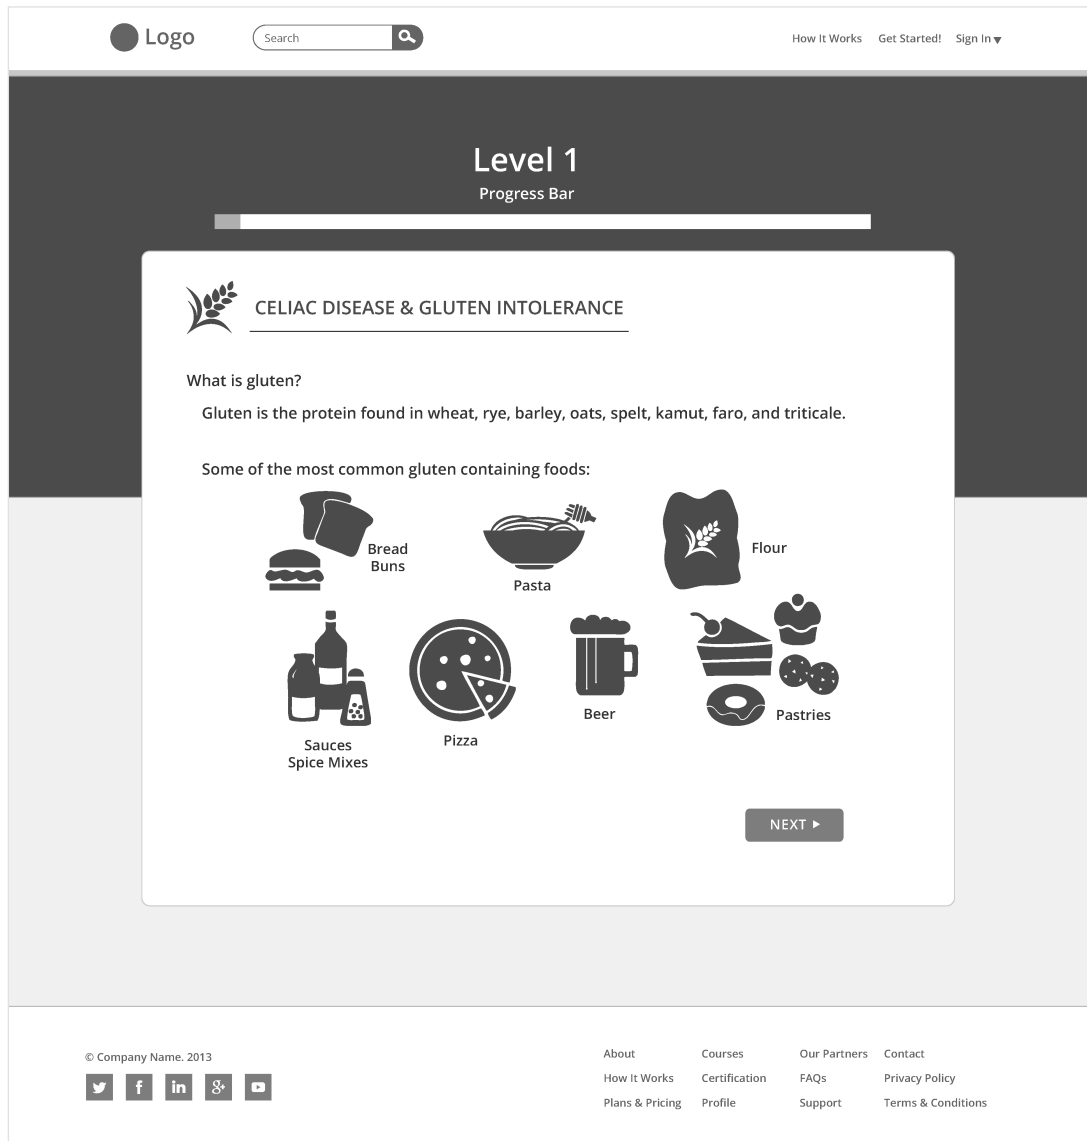 Logo
Search
How It Works
Get Started!
Sign In
Level 1
Progress Bar
CELIAC DISEASE & GLUTEN INTOLERANCE
What is gluten?
Gluten is the protein found in wheat, rye, barley, oats, spelt, kamut, faro, and triticale.
Some of the most common gluten containing foods:
Bread
Buns
Pasta
Flour
Sauces
Spice Mixes
Pizza
Beer
Pastries
NEXT
© Company Name. 2013
f
in
g+
About
How It Works
Plans & Pricing
Courses
Certification
Profile
Our Partners
FAQs
Support
Contact
Privacy Policy
Terms & Conditions